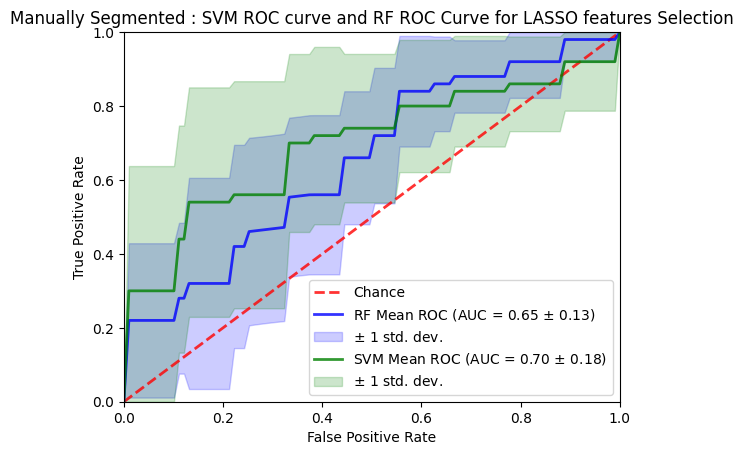 Manually Segmented : SVM ROC curve and RF ROC Curve for LASSO features Selection
1.0
0.8
0.6
0.4
0.2
0.0
True Positive Rate
Chance
RF Mean ROC (AUC = 0.65 ± 0.13)
± 1 std. dev.
SVM Mean ROC (AUC = 0.70 ± 0.18)
± 1 std. dev.
0.0 0.2 0.4 0.6 0.8 1.0
False Positive Rate